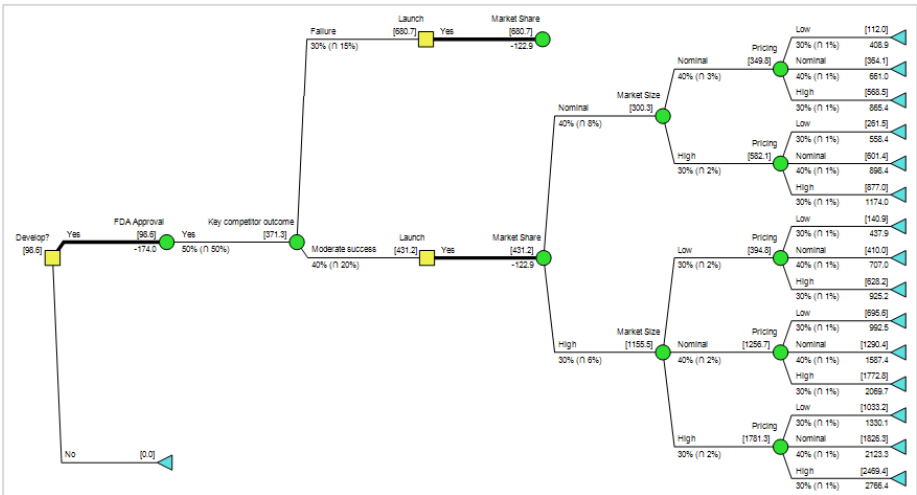 Develop?
[98.6]
Yes
FDA Approval
[98.6]
-174.0
Yes
50% (∩ 50%)
Key competitor outcome
[371.3]
Failure
30% (∩ 15%)
Launch
[680.7]
Yes
Market Share
[680.7]
-122.9
Moderate success
40% (∩ 20%)
Launch
[431.2]
Yes
Market Share
[431.2]
-122.9
Nominal
40% (∩ 8%)
Market Size
[300.3]
Nominal
40% (∩ 3%)
Pricing
[349.8]
Low
[112.0]
30% (∩ 1%)
408.9
Nominal
[364.1]
40% (∩ 1%)
661.0
High
[568.5]
30% (∩ 1%)
865.4
High
30% (∩ 2%)
Pricing
[582.1]
Low
[261.5]
30% (∩ 1%)
558.4
Nominal
[601.4]
40% (∩ 1%)
898.4
High
[877.0]
30% (∩ 1%)
1174.0
High
30% (∩ 6%)
Market Size
[1155.5]
Low
30% (∩ 2%)
Pricing
[394.8]
Low
[140.9]
30% (∩ 1%)
437.9
Nominal
[410.0]
40% (∩ 1%)
707.0
High
[628.2]
30% (∩ 1%)
925.2
Nominal
40% (∩ 2%)
Pricing
[1256.7]
Low
[695.6]
30% (∩ 1%)
992.5
Nominal
[1290.4]
40% (∩ 1%)
1587.4
High
[1772.8]
30% (∩ 1%)
2069.7
High
30% (∩ 2%)
Pricing
[1781.3]
Low
[1033.2]
30% (∩ 1%)
1330.1
Nominal
[1826.3]
40% (∩ 1%)
2123.3
High
[2469.4]
30% (∩ 1%)
2766.4
No
[0.0]